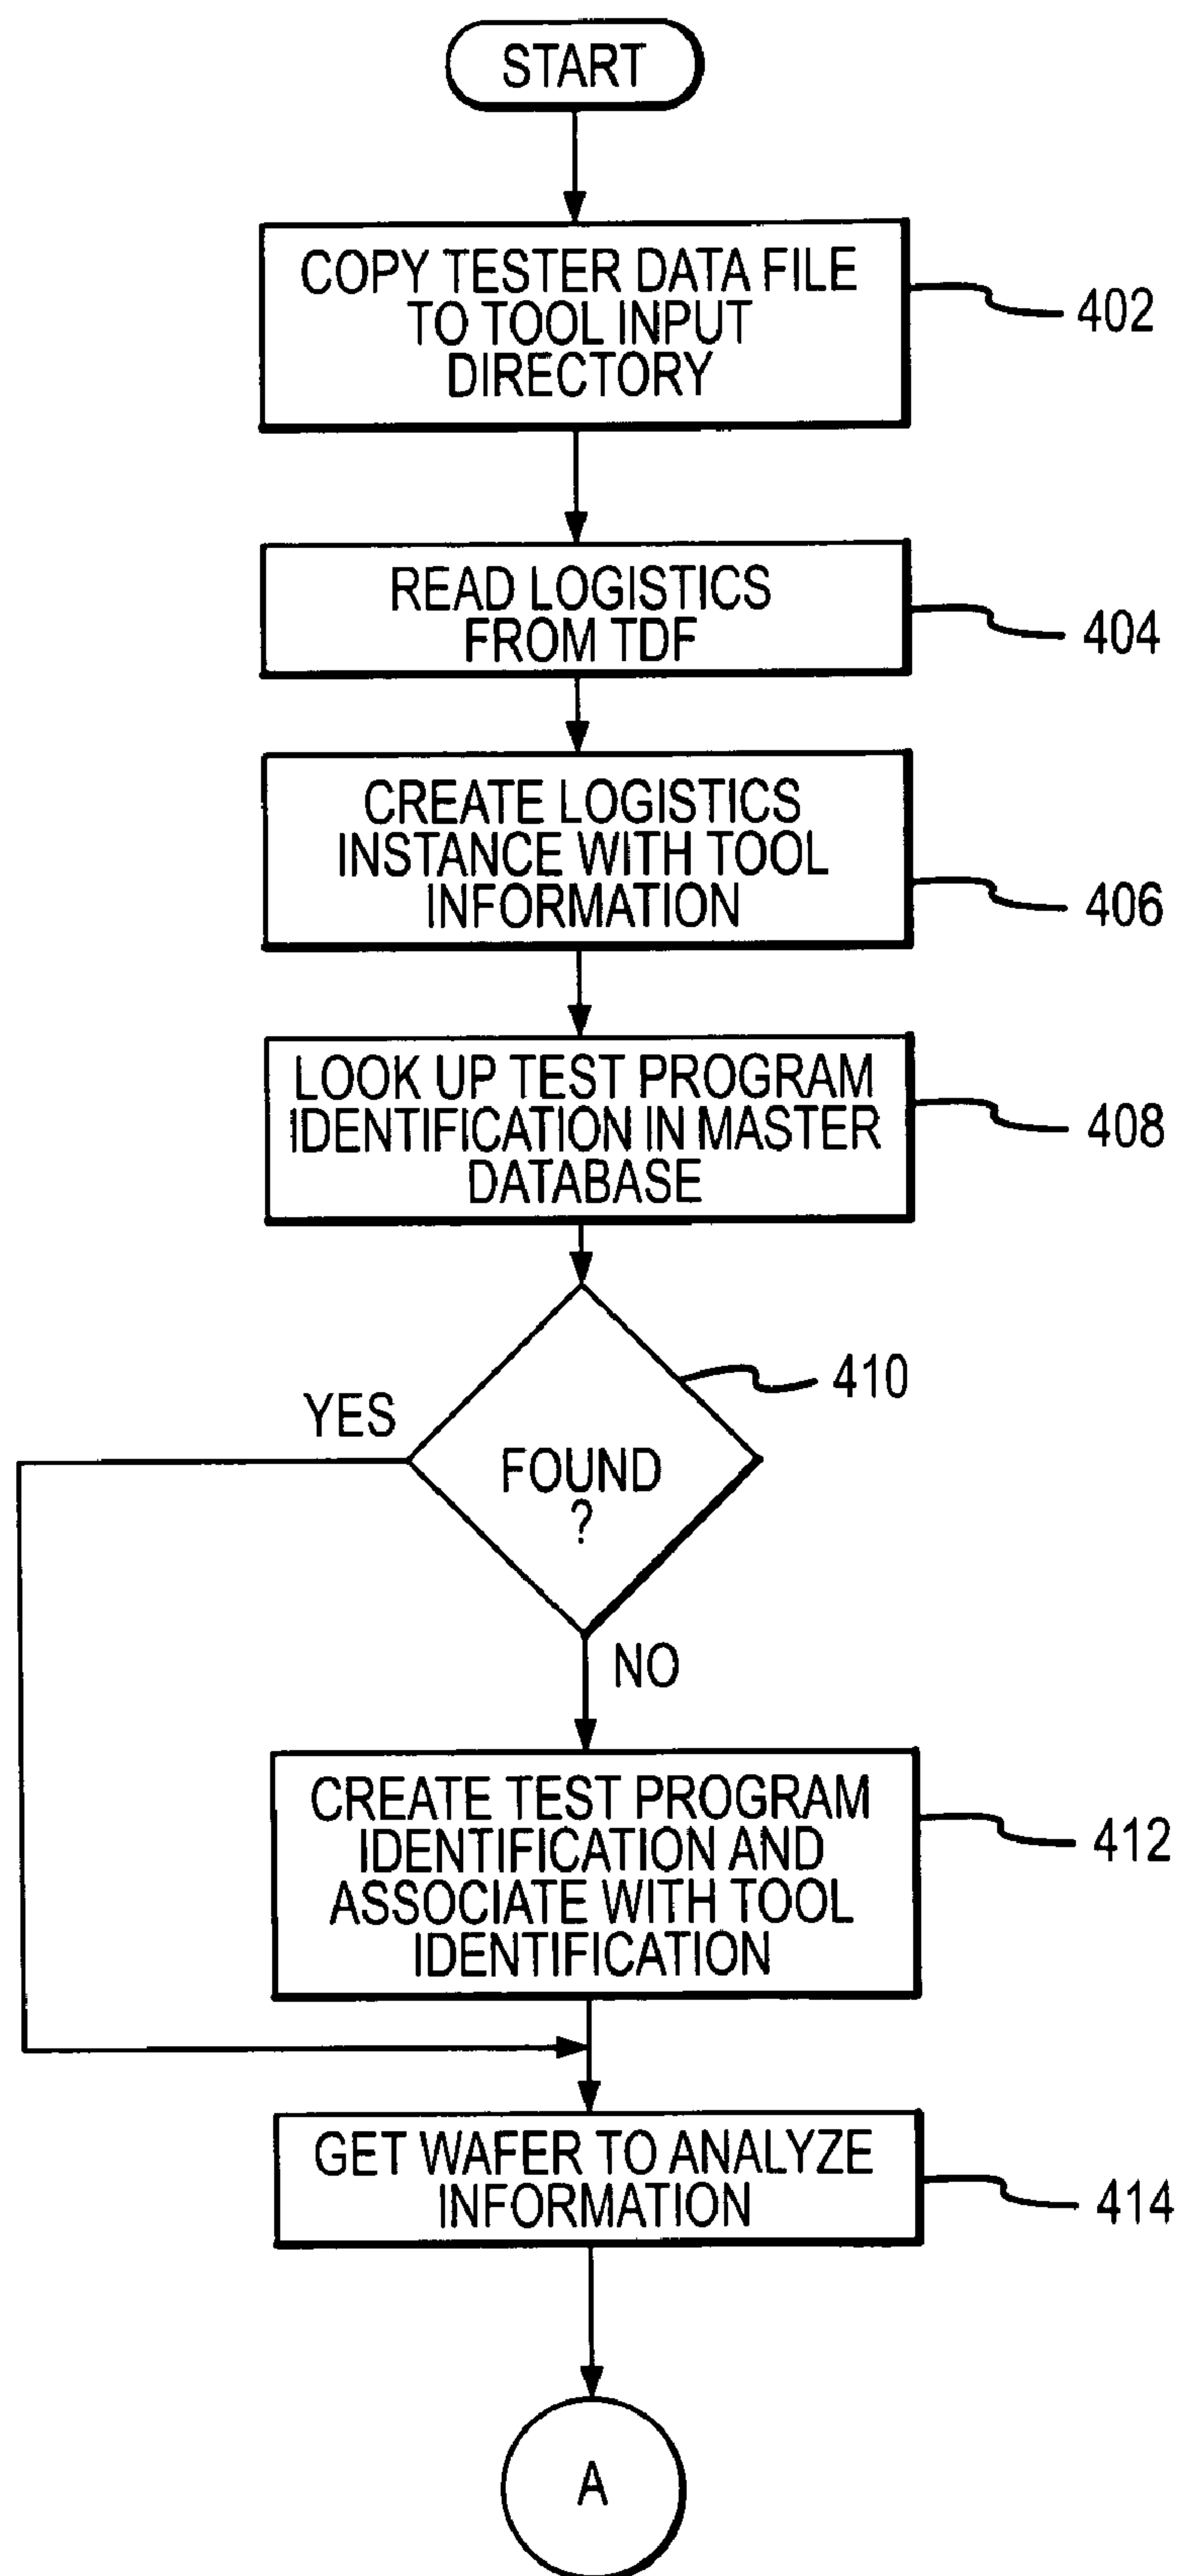 START
COPY TESTER DATA FILE
TO TOOL INPUT
DIRECTORY
402
READ LOGISTICS
FROM TDF
404
CREATE LOGISTICS
INSTANCE WITH TOOL
INFORMATION
406
LOOK UP TEST PROGRAM
IDENTIFICATION IN MASTER
DATABASE
408
410
YES
FOUND
?
NO
CREATE TEST PROGRAM
IDENTIFICATION AND
ASSOCIATE WITH TOOL
IDENTIFICATION
412
GET WAFER TO ANALYZE
INFORMATION
414
A